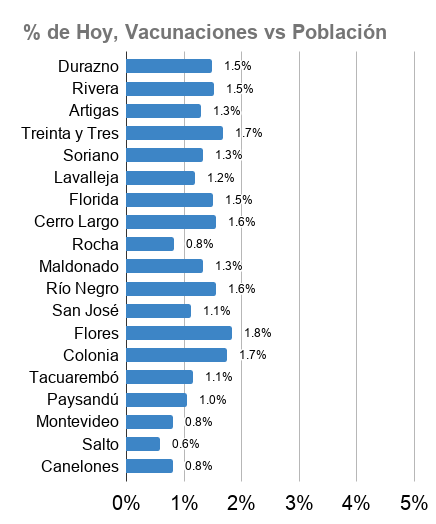 % de Hoy, Vacunaciones vs Población
Durazno 1.5%
Rivera 1.5%
Artigas 1.3%
Treinta y Tres 1.7%
Soriano 1.3%
Lavalleja 1.2%
Florida 1.5%
Cerro Largo 1.6%
Rocha 0.8%
Maldonado 1.3%
Río Negro 1.6%
San José 1.1%
Flores 1.8%
Colonia 1.7%
Tacuarembó 1.1%
Paysandú 1.0%
Montevideo 0.8%
Salto 0.6%
Canelones 0.8%
0% 1% 2% 3% 4% 5%